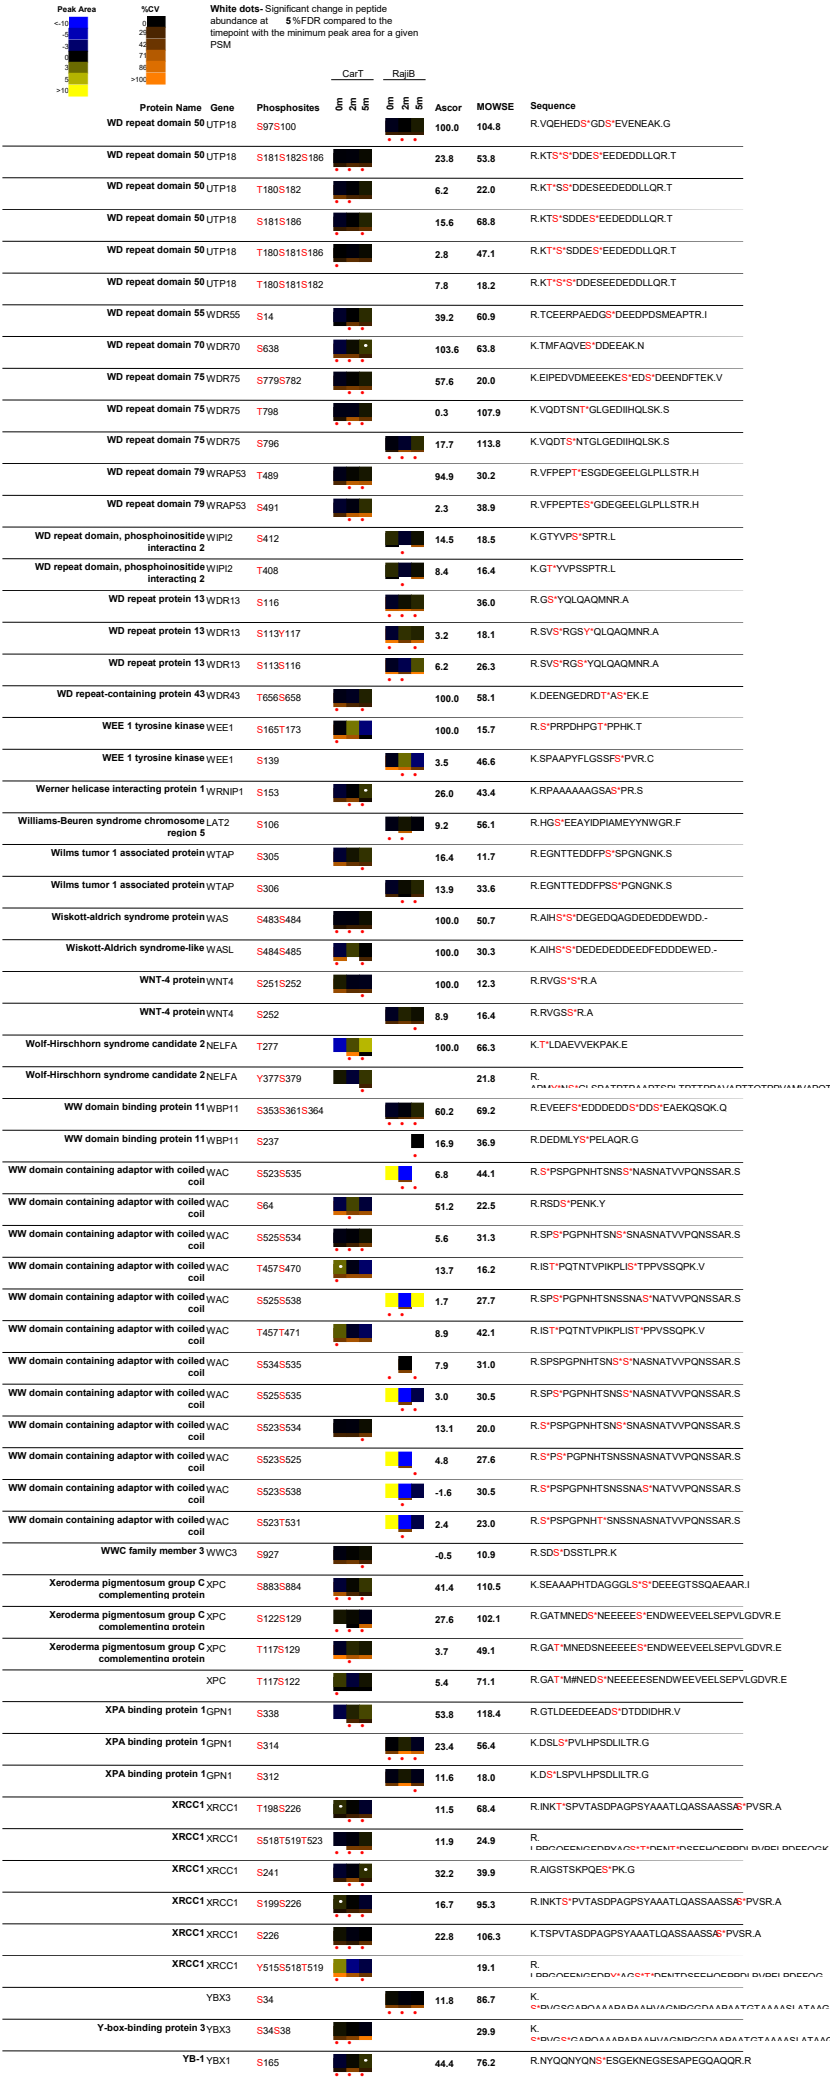 Peak Area
%CV
White dots- Significant change in peptide
abundance at 5 %FDR compared to the
timepoint with the minimum peak area for a given
PSM
<-10
-5
-3
0
3
5
>10
0
29
42
71
86
>100
CarT RajiB
Protein Name Gene Phosphosites 0m 2m 5m 0m 2m 5m Ascor MOWSE Sequence
WD repeat domain 50 UTP18 S97S100 100.0 104.8 R.VQEHEDS*GDS*EVENEAK.G
WD repeat domain 50 UTP18 S181S182S186 23.8 53.8 R.KTS*S*DDES*EEDEDDLLQR.T
WD repeat domain 50 UTP18 T180S182 6.2 22.0 R.KT*SS*DDESEEDEDDLLQR.T
WD repeat domain 50 UTP18 S181S186 15.6 68.8 R.KTS*SDDES*EEDEDDLLQR.T
WD repeat domain 50 UTP18 T180S181S186 2.8 47.1 R.KT*S*SDDES*EEDEDDLLQR.T
WD repeat domain 50 UTP18 T180S181S182 7.8 18.2 R.KT*S*S*DDESEEDEDDLLQR.T
WD repeat domain 55 WDR55 S14 39.2 60.9 R.TCEERPAEDGS*DEEDPDSMEAPTR.I
WD repeat domain 70 WDR70 S638 103.6 63.8 K.TMFAQVES*DDEEAK.N
WD repeat domain 75 WDR75 S779S782 57.6 20.0 K.EIPEDVDMEEEKES*EDS*DEENDFTEK.V
WD repeat domain 75 WDR75 T798 0.3 107.9 K.VQDTSNT*GLGEDIIHQLSK.S
WD repeat domain 75 WDR75 S796 17.7 113.8 K.VQDTS*NTGLGEDIIHQLSK.S
WD repeat domain 79 WRAP53 T489 94.9 30.2 R.VFPEPT*ESGDEGEELGLPLLSTR.H
WD repeat domain 79 WRAP53 S491 2.3 38.9 R.VFPEPTES*GDEGEELGLPLLSTR.H
WD repeat domain, phosphoinositide WIPI2 S412 14.5 18.5 K.GTYVPS*SPTR.L
interacting 2
WD repeat domain, phosphoinositide WIPI2 T408 8.4 16.4 K.GT*YVPSSPTR.L
interacting 2
WD repeat protein 13 WDR13 S116 36.0 R.GS*YQLQAQMNR.A
WD repeat protein 13 WDR13 S113Y117 3.2 18.1 R.SVS*RGSY*QLQAQMNR.A
WD repeat protein 13 WDR13 S113S116 6.2 26.3 R.SVS*RGS*YQLQAQMNR.A
WD repeat-containing protein 43 WDR43 T656S658 100.0 58.1 K.DEENGEDRDT*AS*EK.E
WEE 1 tyrosine kinase WEE1 S165T173 100.0 15.7 R.S*PRPDHPGT*PPHK.T
WEE 1 tyrosine kinase WEE1 S139 3.5 46.6 K.SPAAPYFLGSSFS*PVR.C
Werner helicase interacting protein 1 WRNIP1 S153 26.0 43.4 K.RPAAAAAAGSAS*PR.S
Williams-Beuren syndrome chromosome LAT2 S106 9.2 56.1 R.HGS*EEAYIDPIAMEYYNWGR.F
region 5
Wilms tumor 1 associated protein WTAP S305 16.4 11.7 R.EGNTTEDDFPS*SPGNGNK.S
Wilms tumor 1 associated protein WTAP S306 13.9 33.6 R.EGNTTEDDFPSS*PGNGNK.S
Wiskott-aldrich syndrome protein WAS S483S484 100.0 50.7 R.AIHS*S*DEGEDQAGDEDEDDEWDD.-
Wiskott-Aldrich syndrome-like WASL S484S485 100.0 30.3 K.AIHS*S*DEDEDEDDEEDFEDDDEWED.-
WNT-4 protein WNT4 S251S252 100.0 12.3 R.RVGS*S*R.A
WNT-4 protein WNT4 S252 8.9 16.4 R.RVGSS*R.A
Wolf-Hirschhorn syndrome candidate 2 NELFA T277 100.0 66.3 K.T*LDAEVVEKPAK.E
Wolf-Hirschhorn syndrome candidate 2 NELFA Y377S379 21.8 R.
WW domain binding protein 11 WBP11 S353S361S364 60.2 69.2 R.EVEEFS*EDDDEDDS*DDS*EAEKQSQK.Q
WW domain binding protein 11 WBP11 S237 16.9 36.9 R.DEDMLYS*PELAQR.G
WW domain containing adaptor with coiled WAC S523S535 6.8 44.1 R.S*PSPGPNHTSNSS*NASNATVVPQNSSAR.S
coil
WW domain containing adaptor with coiled WAC S64 51.2 22.5 R.RSDS*PENK.Y
coil
WW domain containing adaptor with coiled WAC S525S534 5.6 31.3 R.SPS*PGPNHTSNS*SNASNATVVPQNSSAR.S
coil
WW domain containing adaptor with coiled WAC T457S470 13.7 16.2 R.IST*PQTNTVPIKPLIS*TPPVSSQPK.V
coil
WW domain containing adaptor with coiled WAC S525S538 1.7 27.7 R.SPS*PGPNHTSNSSNAS*NATVVPQNSSAR.S
coil
WW domain containing adaptor with coiled WAC T457T471 8.9 42.1 R.IST*PQTNTVPIKPLIST*PPVSSQPK.V
coil
WW domain containing adaptor with coiled WAC S534S535 7.9 31.0 R.SPSPGPNHTSNS*S*NASNATVVPQNSSAR.S
coil
WW domain containing adaptor with coiled WAC S525S535 3.0 30.5 R.SPS*PGPNHTSNSS*NASNATVVPQNSSAR.S
coil
WW domain containing adaptor with coiled WAC S523S534 13.1 20.0 R.S*PSPGPNHTSNS*SNASNATVVPQNSSAR.S
coil
WW domain containing adaptor with coiled WAC S523S525 4.8 27.6 R.S*PS*PGPNHTSNSSNASNATVVPQNSSAR.S
coil
WW domain containing adaptor with coiled WAC S523S538 -1.6 30.5 R.S*PSPGPNHTSNSSNAS*NATVVPQNSSAR.S
coil
WW domain containing adaptor with coiled WAC S523T531 2.4 23.0 R.S*PSPGPNHT*SNSSNASNATVVPQNSSAR.S
coil
WWC family member 3 WWC3 S927 -0.5 10.9 R.SDS*DSSTLPR.K
Xeroderma pigmentosum group C XPC S883S884 41.4 110.5 K.SEAAAPHTDAGGGLS*S*DEEEGTSSQAEAAR.I
complementing protein
Xeroderma pigmentosum group C XPC S122S129 27.6 102.1 R.GATMNEDS*NEEEEES*ENDWEEVEELSEPVLGDVR.E
complementing protein
Xeroderma pigmentosum group C XPC T117S129 3.7 49.1 R.GAT*MNEDSNEEEEES*ENDWEEVEELSEPVLGDVR.E
complementing protein
XPC T117S122 5.4 71.1 R.GAT*M#NEDS*NEEEEESENDWEEVEELSEPVLGDVR.E
XPA binding protein 1 GPN1 S338 53.8 118.4 R.GTLDEEDEEADS*DTDDIDHR.V
XPA binding protein 1 GPN1 S314 23.4 56.4 K.DSLS*PVLHPSDLILTR.G
XPA binding protein 1 GPN1 S312 11.6 18.0 K.DS*LSPVLHPSDLILTR.G
XRCC1 XRCC1 T198S226 11.5 68.4 R.INKT*SPVTASDPAGPSYAAATLQASSAASSAS*PVSR.A
XRCC1 XRCC1 S518T519T523 11.9 24.9 R.
XRCC1 XRCC1 S241 32.2 39.9 R.AIGSTSKPQES*PK.G
XRCC1 XRCC1 S199S226 16.7 95.3 R.INKTS*PVTASDPAGPSYAAATLQASSAASSAS*PVSR.A
XRCC1 XRCC1 S226 22.8 106.3 K.TSPVTASDPAGPSYAAATLQASSAASSAS*PVSR.A
XRCC1 XRCC1 Y515S518T519 19.1 R.
YBX3 S34 11.8 86.7 K.
Y-box-binding protein 3 YBX3 S34S38 29.9 K.
YB-1 YBX1 S165 44.4 76.2 R.NYQQNYQNS*ESGEKNEGSESAPEGQAQQR.R